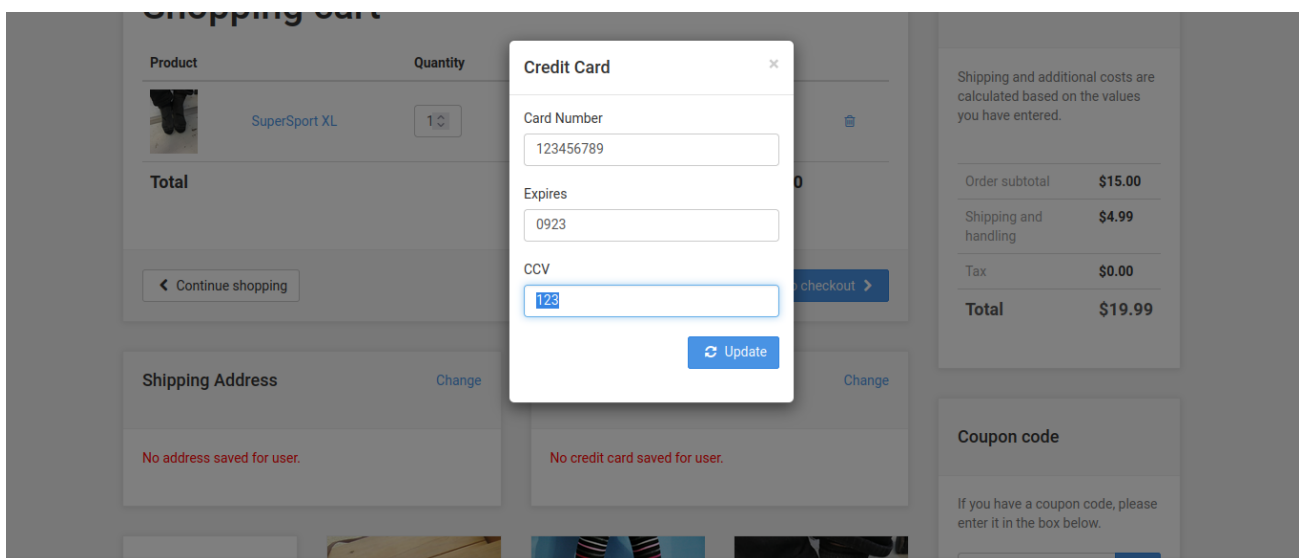 Shopping cart
Product Quantity
SuperSport XL 1
Total 0
Continue shopping
checkout
Credit Card ×
Card Number
123456789
Expires
0923
CCV
123
Update
Shipping Address Change
No address saved for user.
Change
No credit card saved for user.
Shipping and additional costs are
calculated based on the values
you have entered.
Order subtotal $15.00
Shipping and $4.99
handling
Tax $0.00
Total $19.99
Coupon code
If you have a coupon code, please
enter it in the box below.